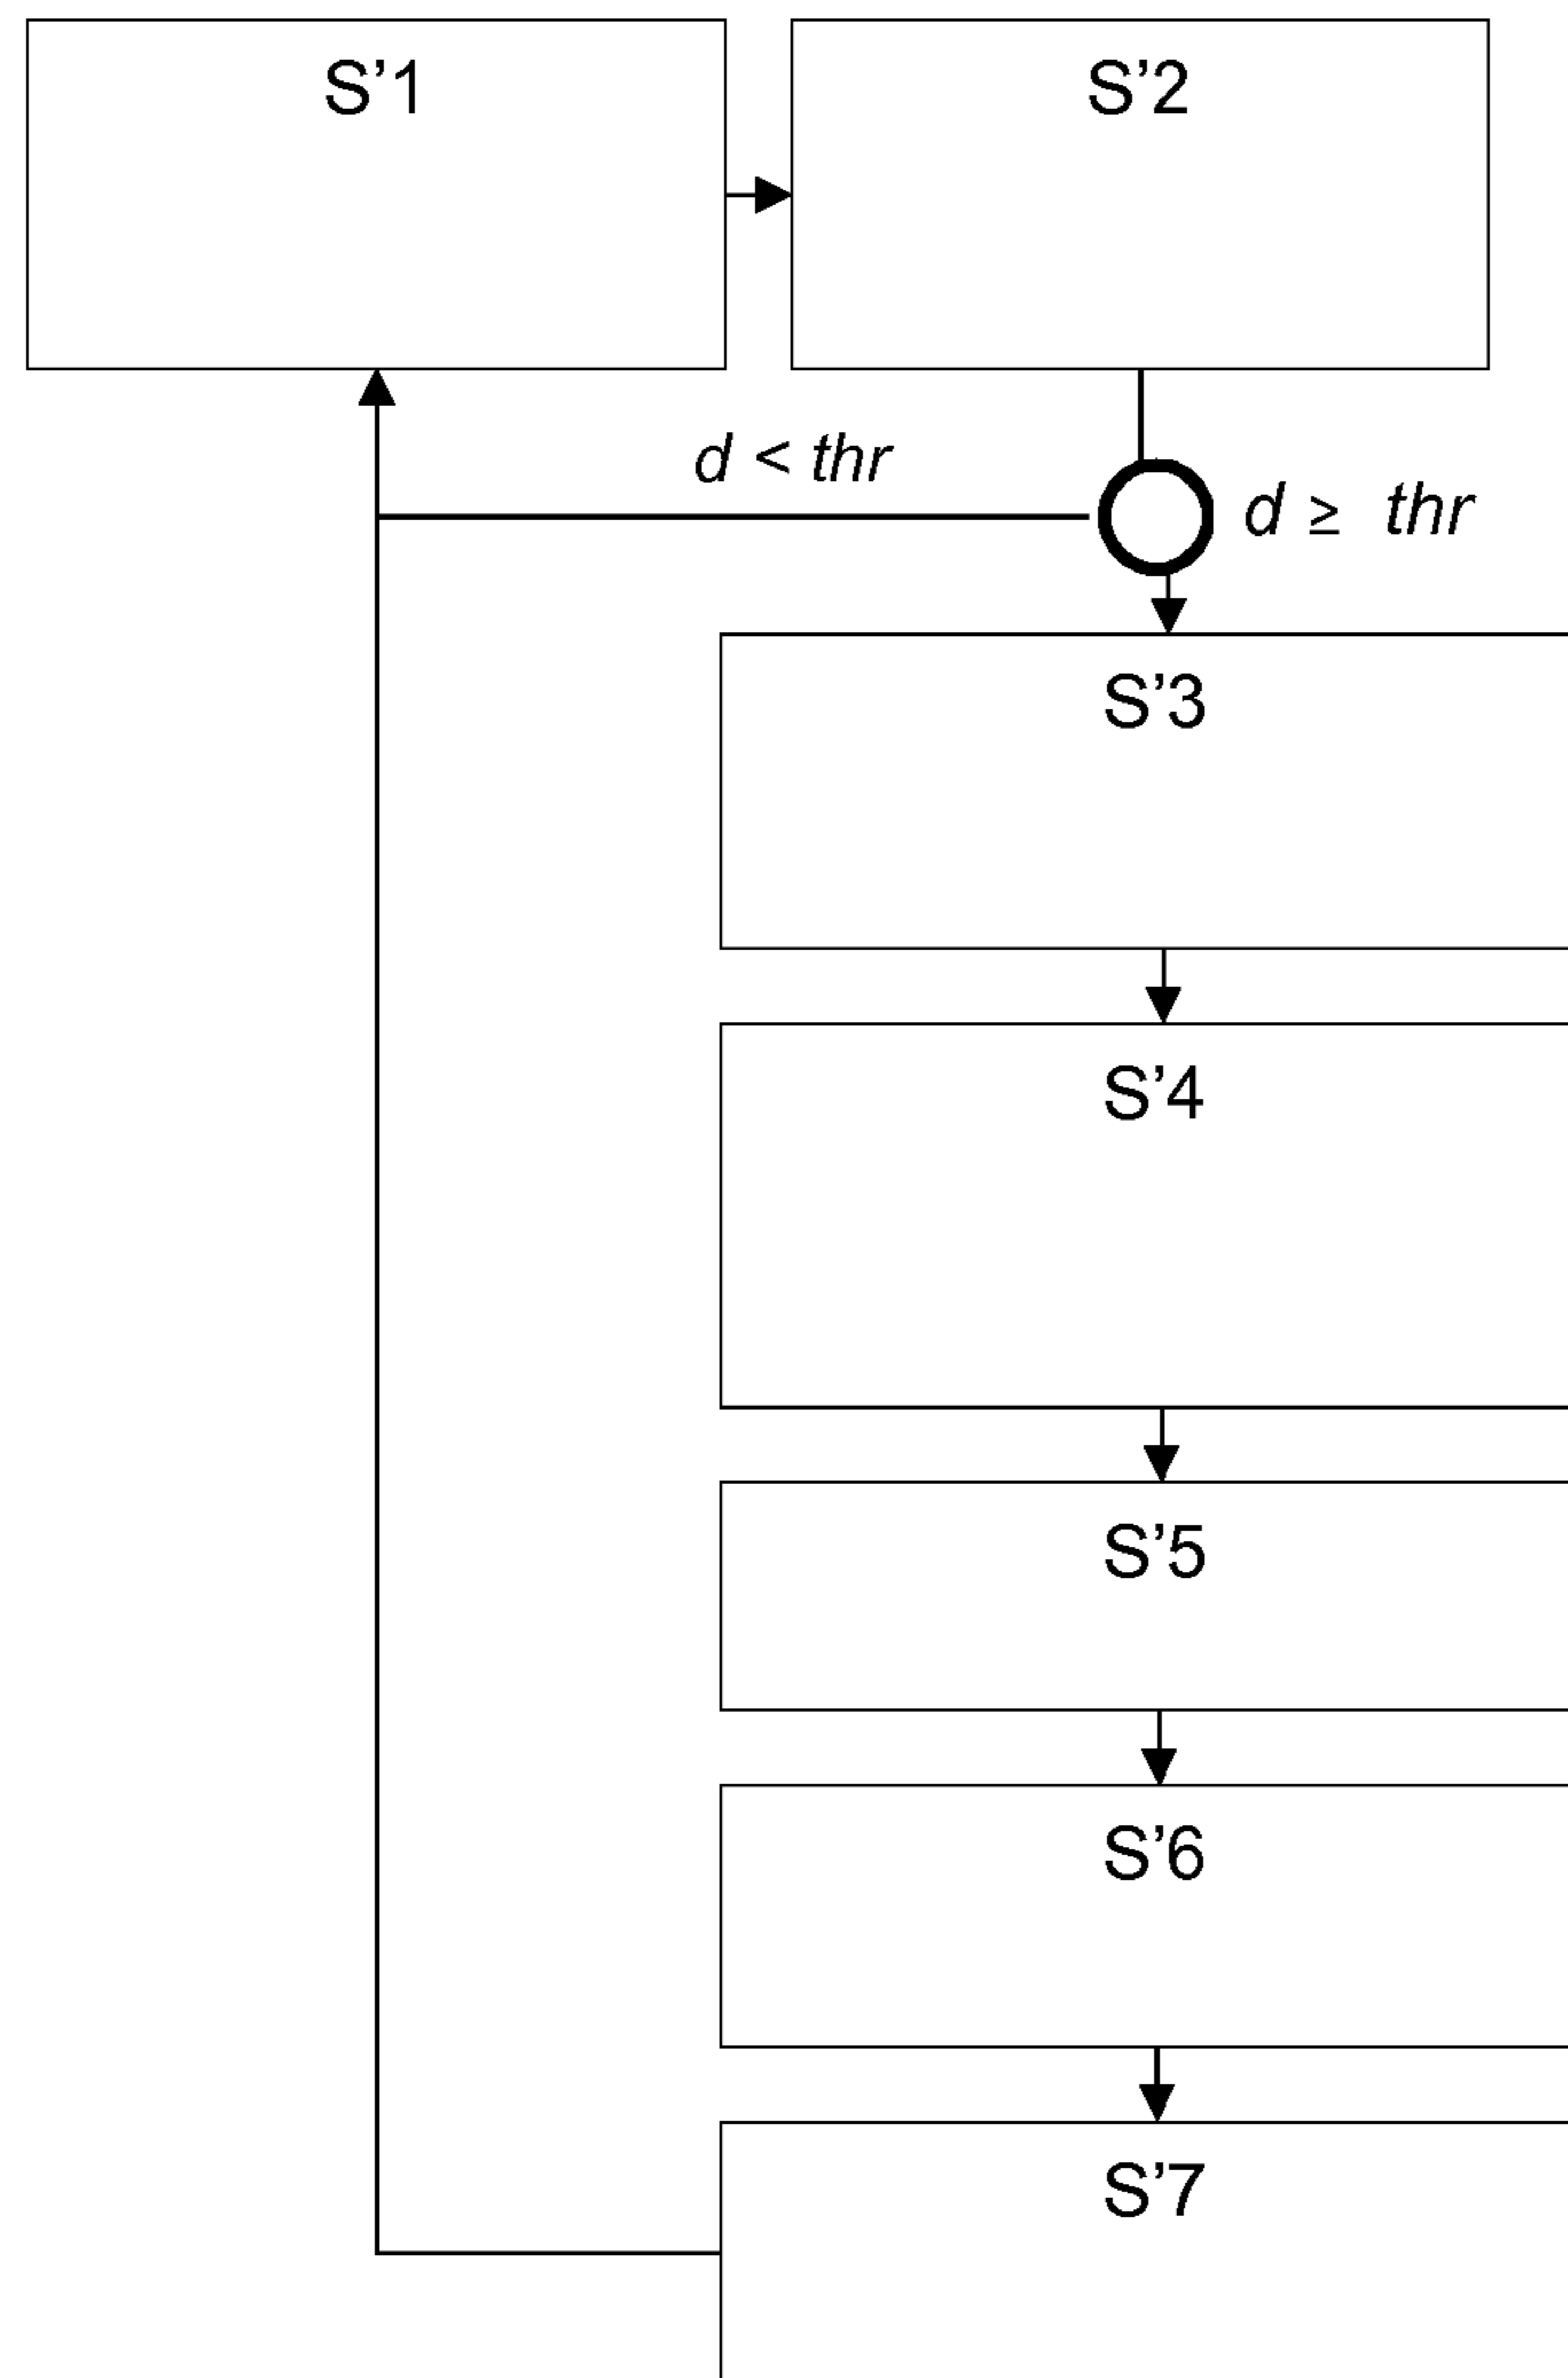 S’1
S’2
d < thr
d ≥ thr
S’3
S’4
S’5
S’6
S’7